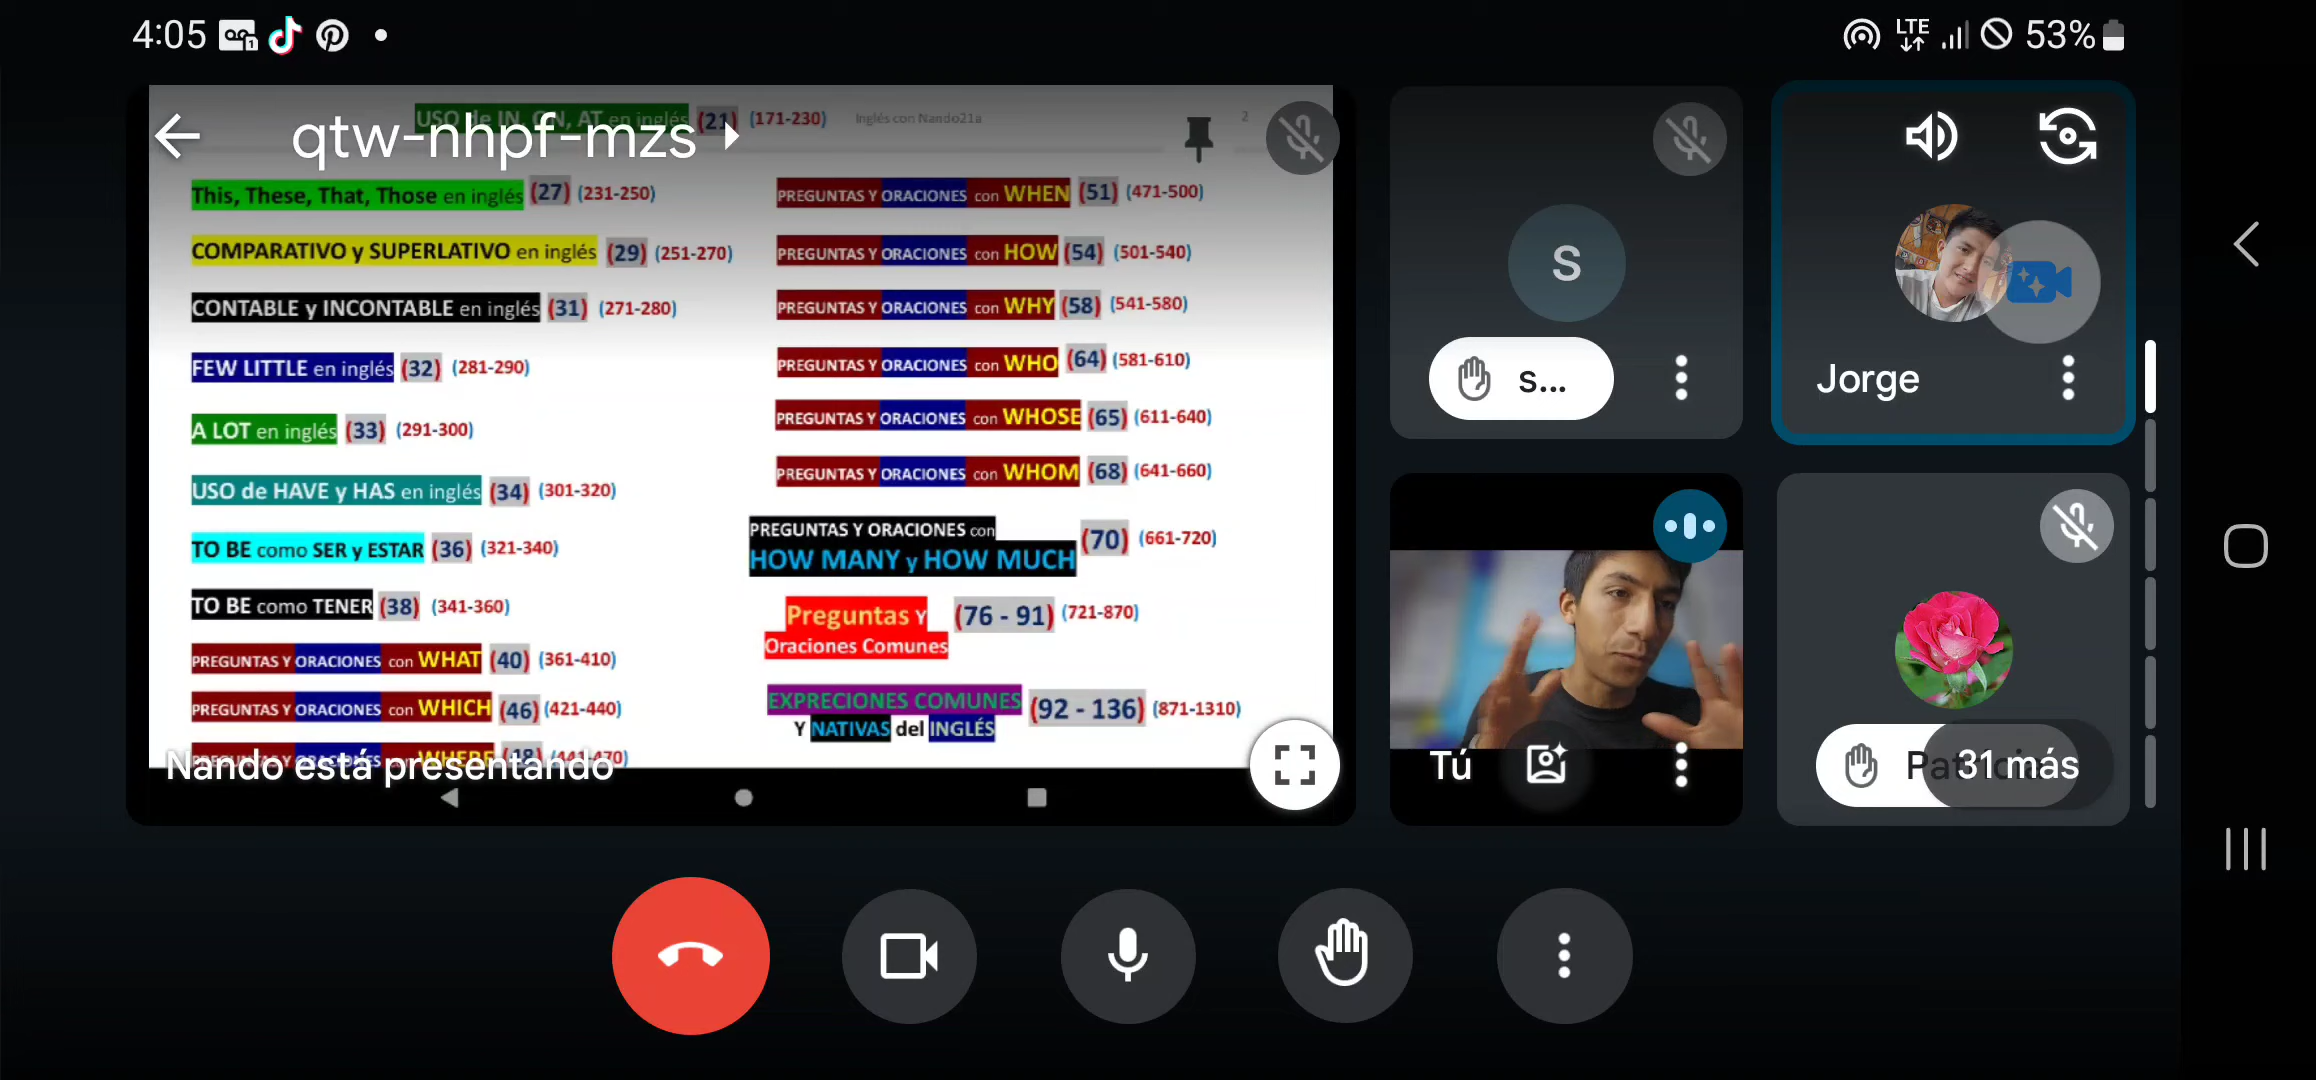 4:05
LTE 53%
qtw-nhpf-mzs
USO de IN, ON, AT en inglés (21) (171-230) Inglés con Nando21a 2
This, These, That, Those en inglés (27) (231-250)
COMPARATIVO y SUPERLATIVO en inglés (29) (251-270)
CONTABLE y INCONTABLE en inglés (31) (271-280)
FEW LITTLE en inglés (32) (281-290)
A LOT en inglés (33) (291-300)
USO de HAVE y HAS en inglés (34) (301-320)
TO BE como SER y ESTAR (36) (321-340)
TO BE como TENER (38) (341-360)
PREGUNTAS Y ORACIONES con WHAT (40) (361-410)
PREGUNTAS Y ORACIONES con WHICH (46) (421-440)
PREGUNTAS Y ORACIONES con WHERE (48) (441-470)
PREGUNTAS Y ORACIONES con WHEN (51) (471-500)
PREGUNTAS Y ORACIONES con HOW (54) (501-540)
PREGUNTAS Y ORACIONES con WHY (58) (541-580)
PREGUNTAS Y ORACIONES con WHO (64) (581-610)
PREGUNTAS Y ORACIONES con WHOSE (65) (611-640)
PREGUNTAS Y ORACIONES con WHOM (68) (641-660)
PREGUNTAS Y ORACIONES con
HOW MANY y HOW MUCH (70) (661-720)
Preguntas Y
Oraciones Comunes (76 - 91) (721-870)
EXPRECIONES COMUNES
Y NATIVAS del INGLÉS (92 - 136) (871-1310)
Nando está presentando
S
s...
Jorge
Tú
31 más